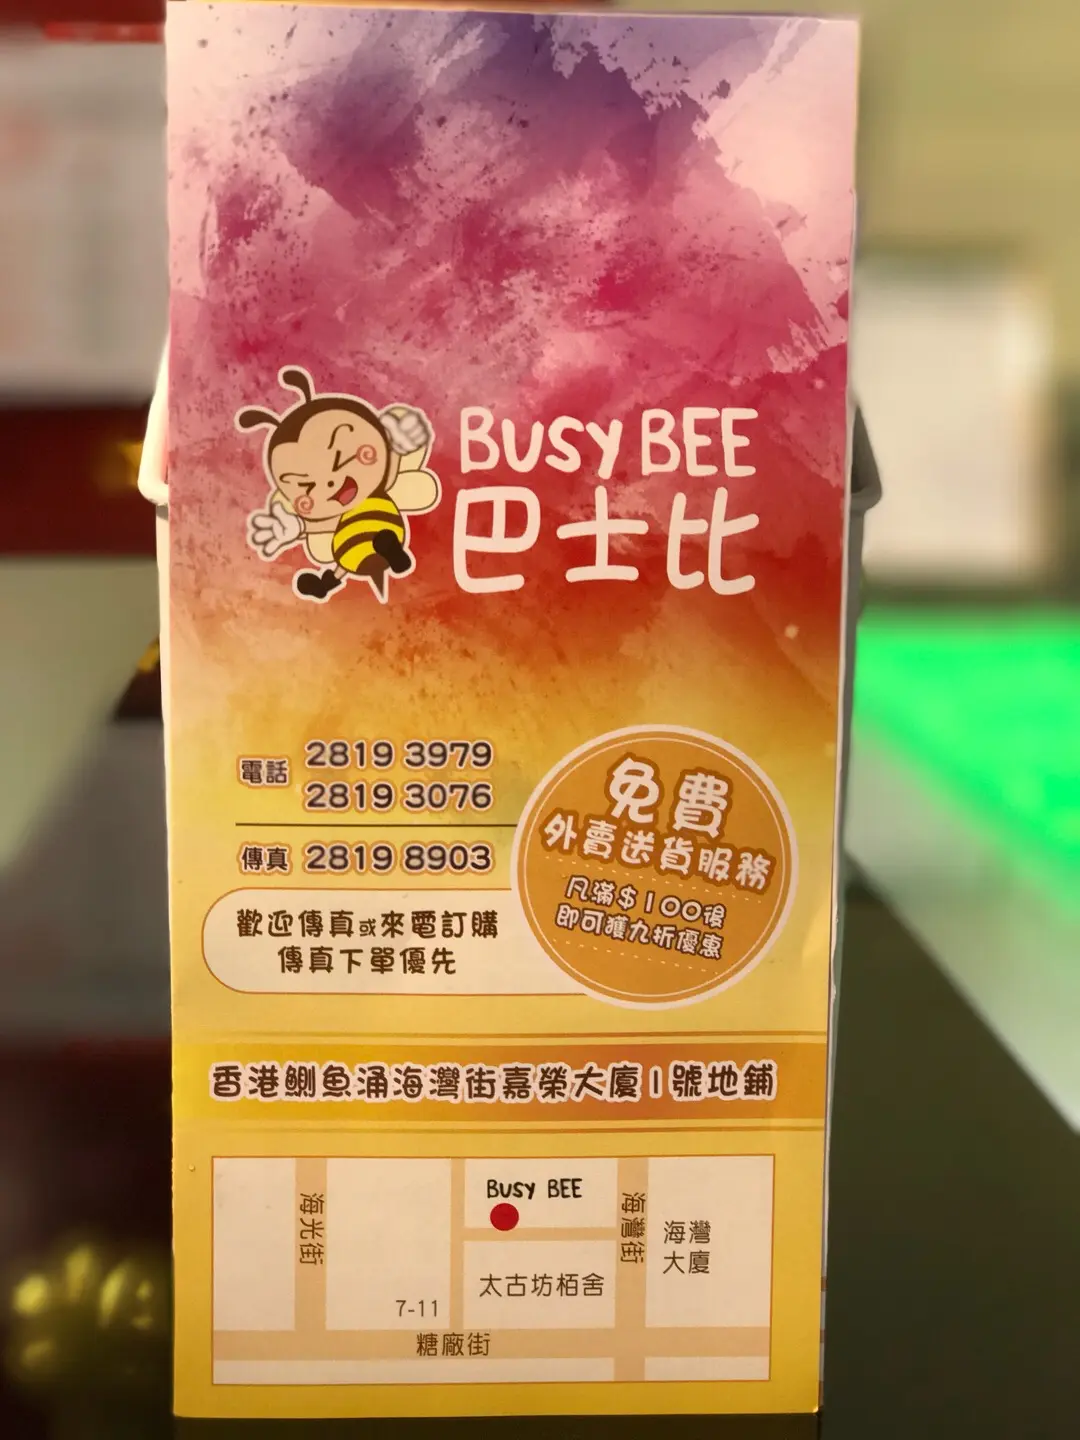 BUSY BEE
巴士比
電話 2819 3979
2819 3076
傳真 2819 8903
歡迎傳真或來電訂購
傳真下單優先
免費
外賣送貨服務
凡滿$100後
即可獲九折優惠
香港鰂魚涌海灣街嘉榮大廈1號地鋪
BUSY BEE
海光街
海灣街
海灣
大廈
太古坊栢舍
7-11
糖廠街